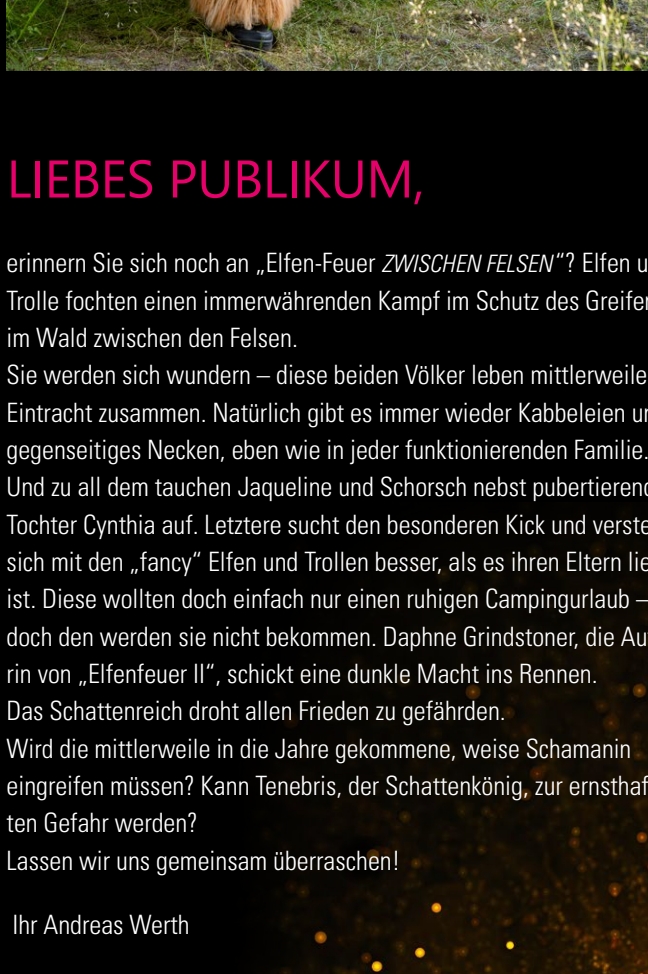 LIEBES PUBLIKUM,
erinnern Sie sich noch an „Elfen-Feuer ZWISCHEN FELSEN“? Elfen u
Trolle fochten einen immerwährenden Kampf im Schutz des Greifen
im Wald zwischen den Felsen.
Sie werden sich wundern – diese beiden Völker leben mittlerweile
Eintracht zusammen. Natürlich gibt es immer wieder Kabbeleien un
gegenseitiges Necken, eben wie in jeder funktionierenden Familie.
Und zu all dem tauchen Jaqueline und Schorsch nebst pubertierend
Tochter Cynthia auf. Letztere sucht den besonderen Kick und verste
sich mit den „fancy“ Elfen und Trollen besser, als es ihren Eltern lie
ist. Diese wollten doch einfach nur einen ruhigen Campingurlaub –
doch den werden sie nicht bekommen. Daphne Grindstoner, die Au
rin von „Elfenfeuer II“, schickt eine dunkle Macht ins Rennen.
Das Schattenreich droht allen Frieden zu gefährden.
Wird die mittlerweile in die Jahre gekommene, weise Schamanin
eingreifen müssen? Kann Tenebris, der Schattenkönig, zur ernsthaf
ten Gefahr werden?
Lassen wir uns gemeinsam überraschen!
Ihr Andreas Werth